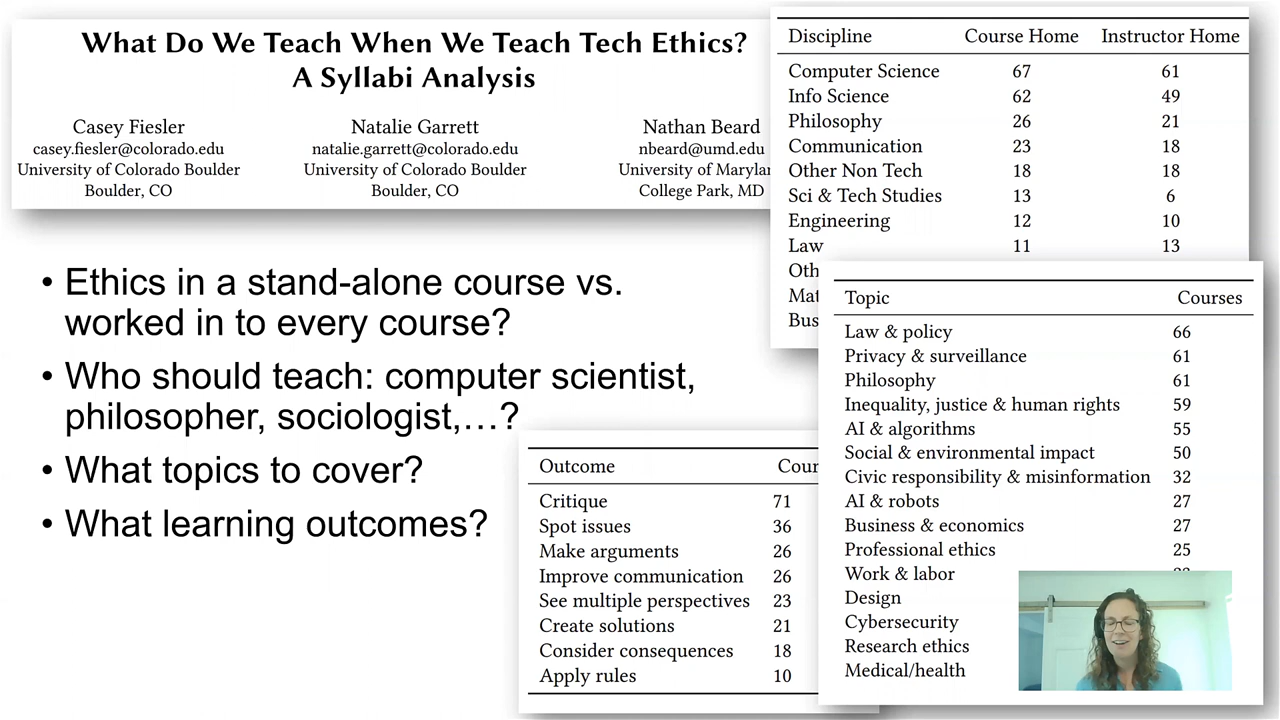 What Do We Teach When We Teach Tech Ethics?
A Syllabi Analysis
Casey Fiesler Natalie Garrett Nathan Beard
casey.fiesler@colorado.edu natalie.garrett@colorado.edu nbeard@umd.edu
University of Colorado Boulder University of Colorado Boulder University of
Boulder, CO Boulder, CO College Park, MD
• Ethics in a stand-alone course vs.
worked in to every course?
• Who should teach: computer scientist,
philosopher, sociologist,…?
• What topics to cover?
• What learning outcomes?
Discipline Course Home Instructor Home
Computer Science 67 61
Info Science 62 49
Philosophy 26 21
Communication 23 18
Other Non Tech 18 18
Sci & Tech Studies 13 6
Engineering 12 10
Law 11 13
Outcome
Critique 71
Spot issues 36
Make arguments 26
Improve communication 26
See multiple perspectives 23
Create solutions 21
Consider consequences 18
Apply rules 10
Topic Courses
Law & policy 66
Privacy & surveillance 61
Philosophy 61
Inequality, justice & human rights 59
AI & algorithms 55
Social & environmental impact 50
Civic responsibility & misinformation 32
AI & robots 27
Business & economics 27
Professional ethics 25
Work & labor
Design
Cybersecurity
Research ethics
Medical/health